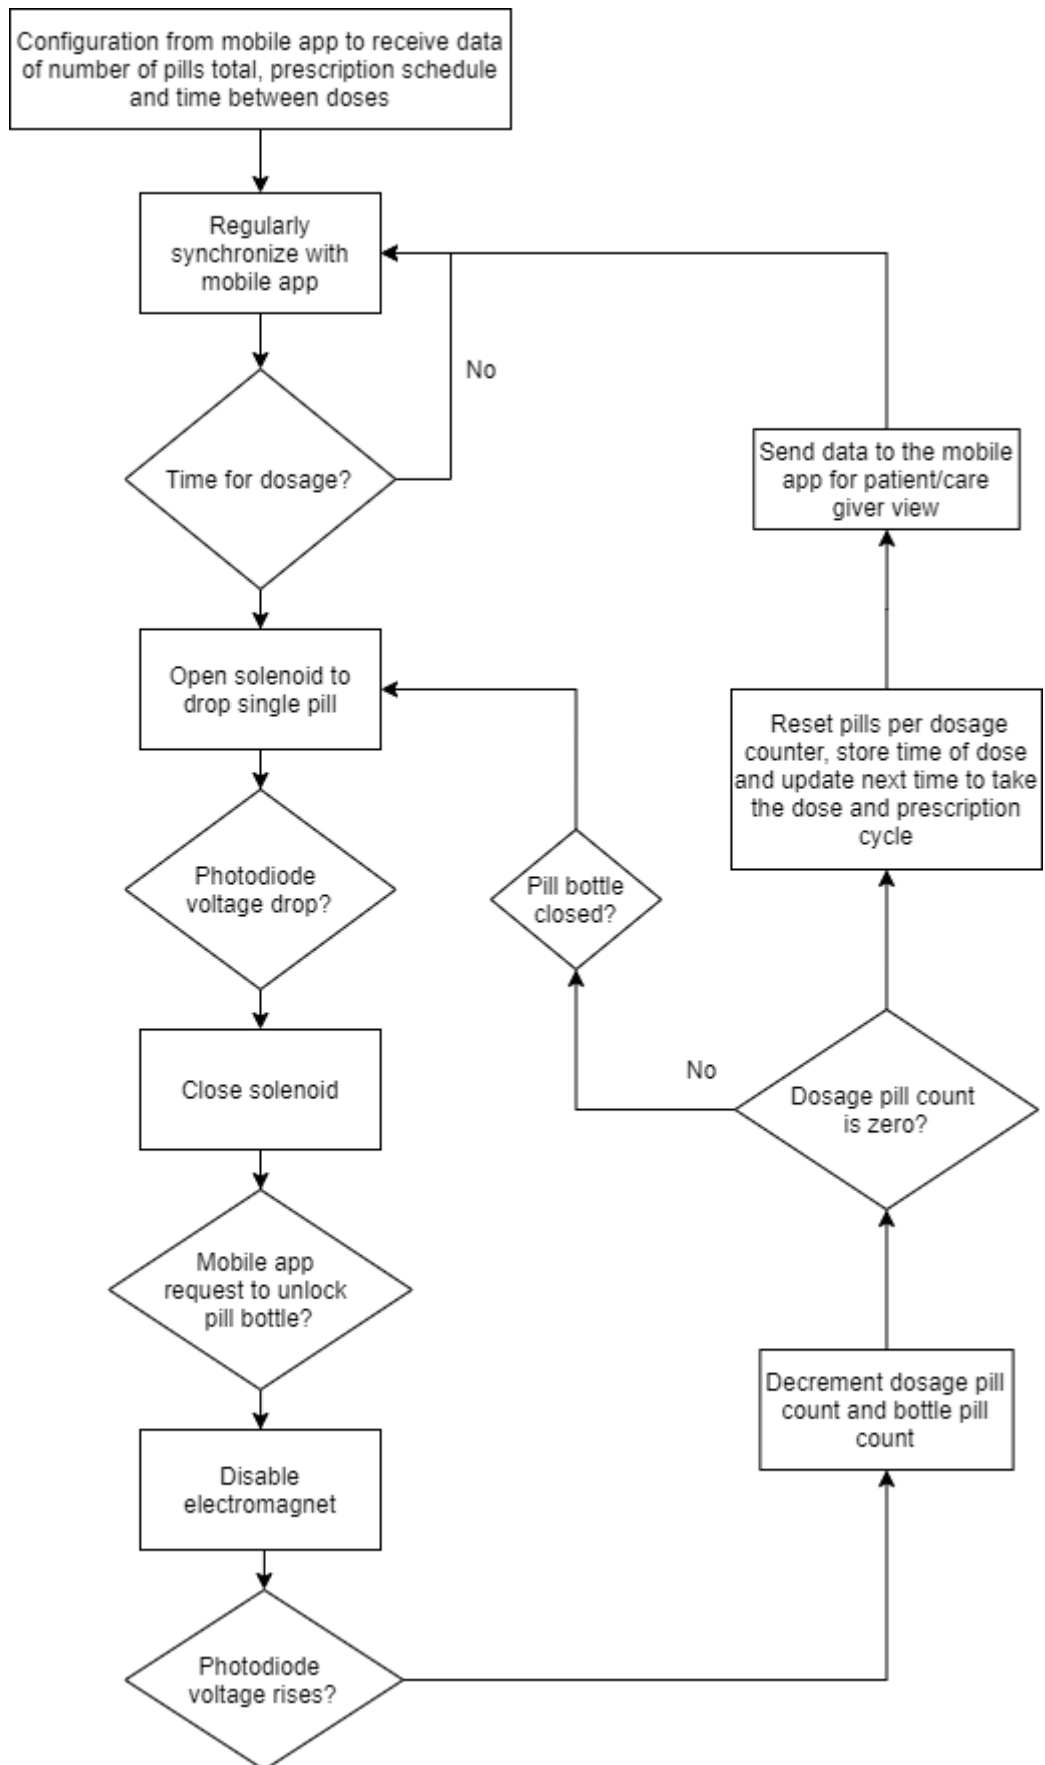 Configuration from mobile app to receive data
of number of pills total, prescription schedule
and time between doses
Regularly
synchronize with
mobile app
No
Time for dosage?
Send data to the mobile
app for patient/care
giver view
Open solenoid to
drop single pill
Reset pills per dosage
counter, store time of dose
and update next time to take
the dose and prescription
cycle
Photodiode
voltage drop?
Pill bottle
closed?
Close solenoid
No
Dosage pill count
is zero?
Mobile app
request to unlock
pill bottle?
Decrement dosage pill
count and bottle pill
count
Disable
electromagnet
Photodiode
voltage rises?